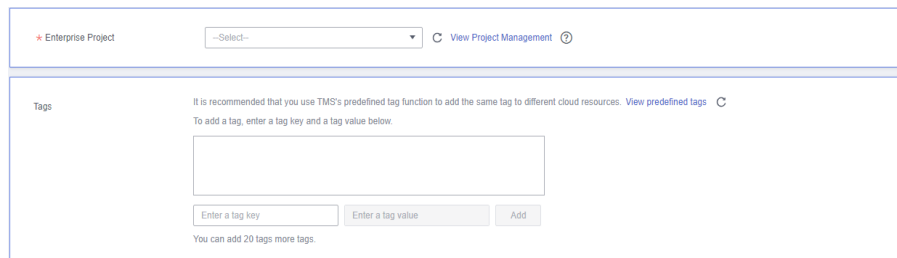 * Enterprise Project --Select-- View Project Management ?
Tags It is recommended that you use TMS's predefined tag function to add the same tag to different cloud resources. View predefined tags
To add a tag, enter a tag key and a tag value below.
Enter a tag key Enter a tag value Add
You can add 20 tags more tags.